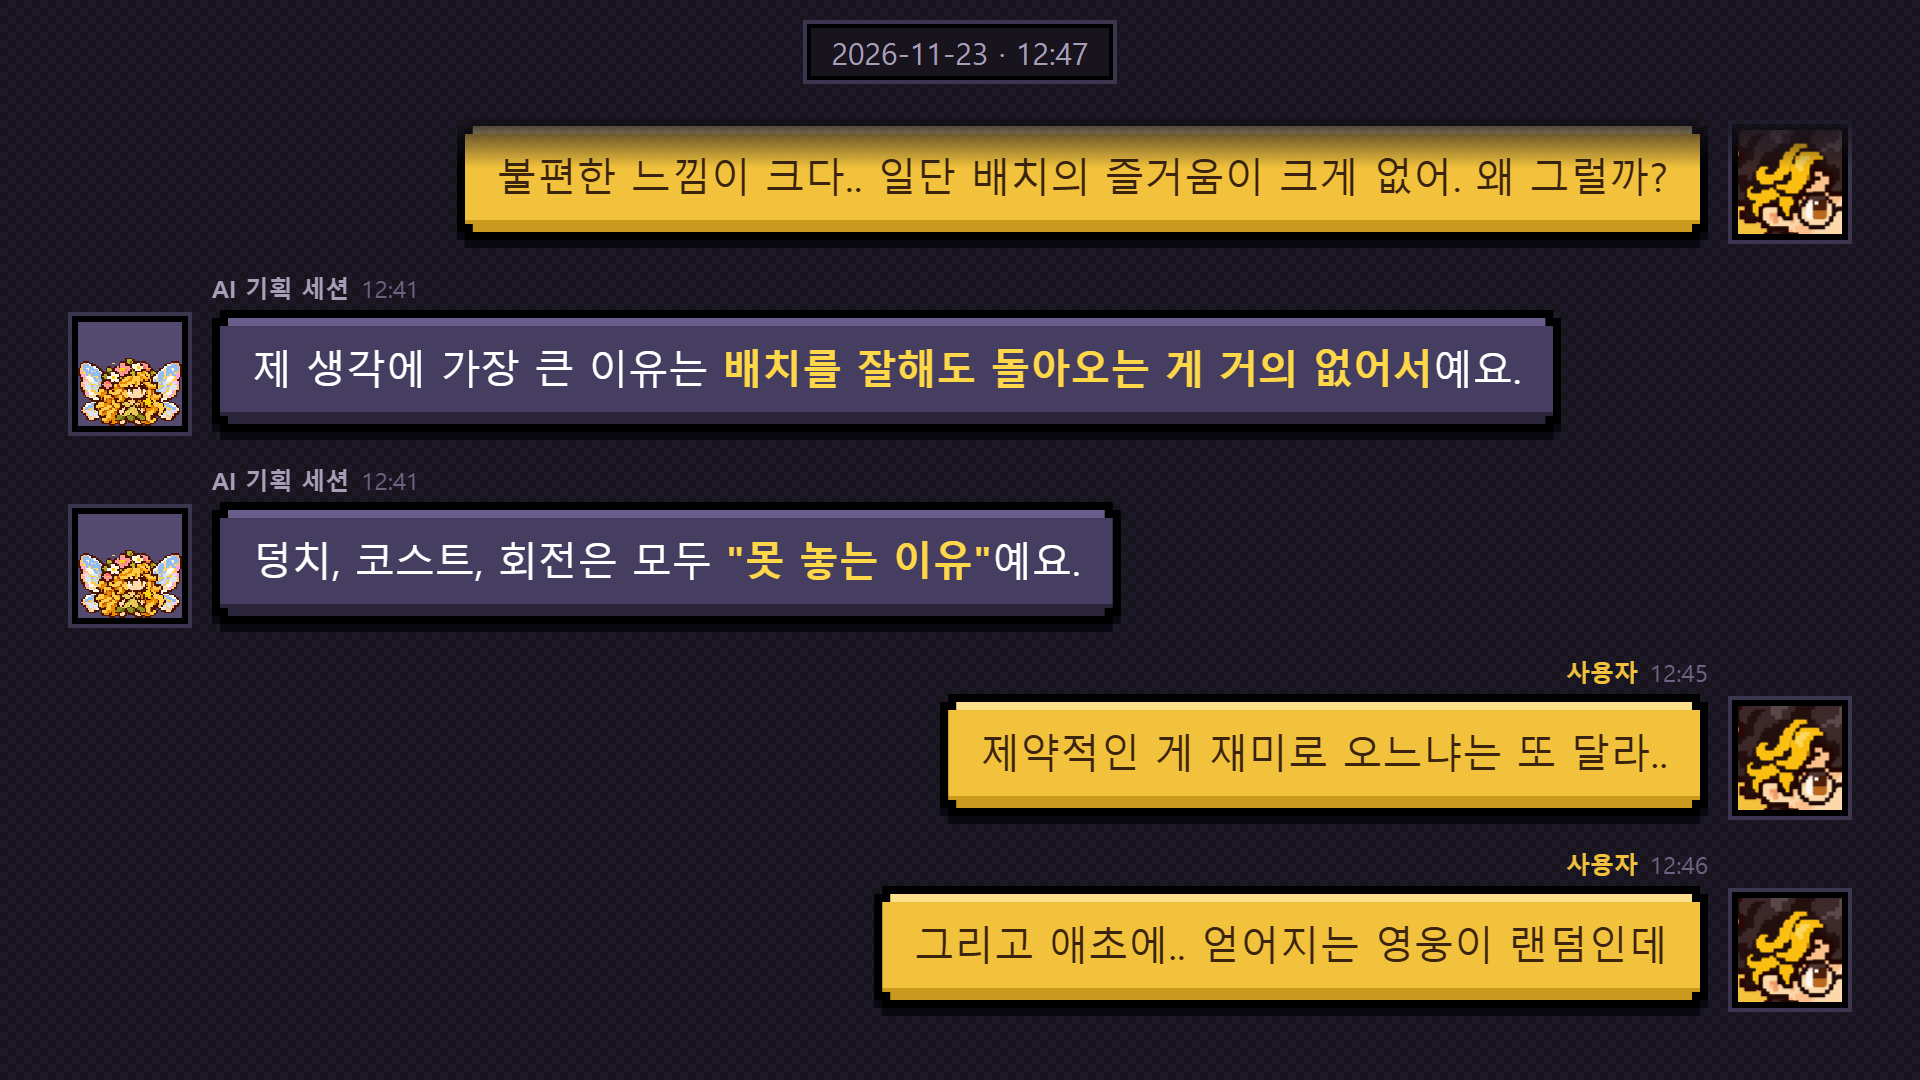 2026-11-23 · 12:47
불편한 느낌이 크다.. 일단 배치의 즐거움이 크게 없어. 왜 그럴까?
AI 기획 세션 12:41
제 생각에 가장 큰 이유는 배치를 잘해도 돌아오는 게 거의 없어서예요.
AI 기획 세션 12:41
덩치, 코스트, 회전은 모두 "못 놓는 이유"예요.
사용자 12:45
제약적인 게 재미로 오느냐는 또 달라..
사용자 12:46
그리고 애초에.. 얻어지는 영웅이 랜덤인데